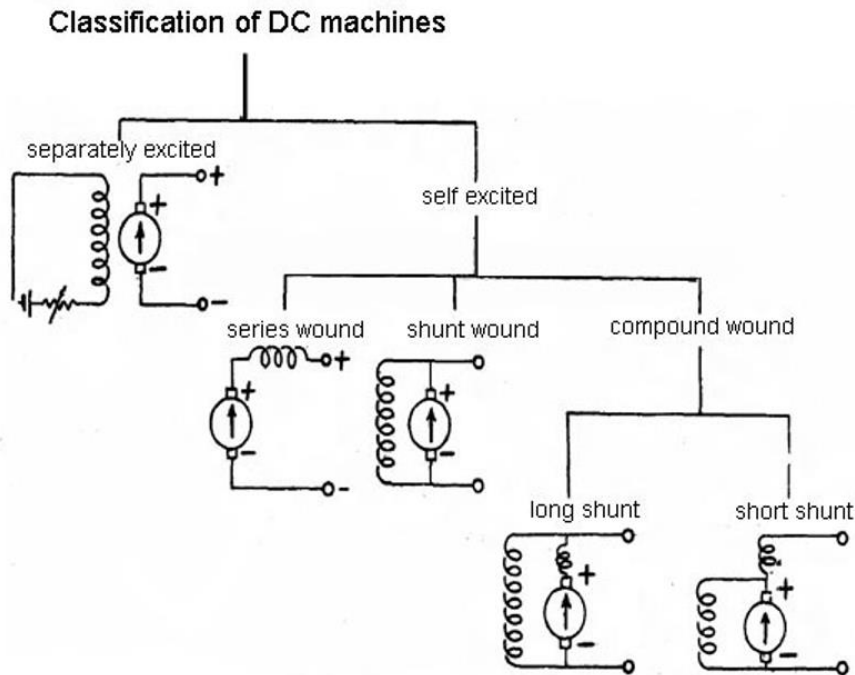 Classification of DC machines
separately excited
+
+
−
−
self excited
series wound
shunt wound
compound wound
+
+
−
-
+
−
long shunt
short shunt
+
−
+
−